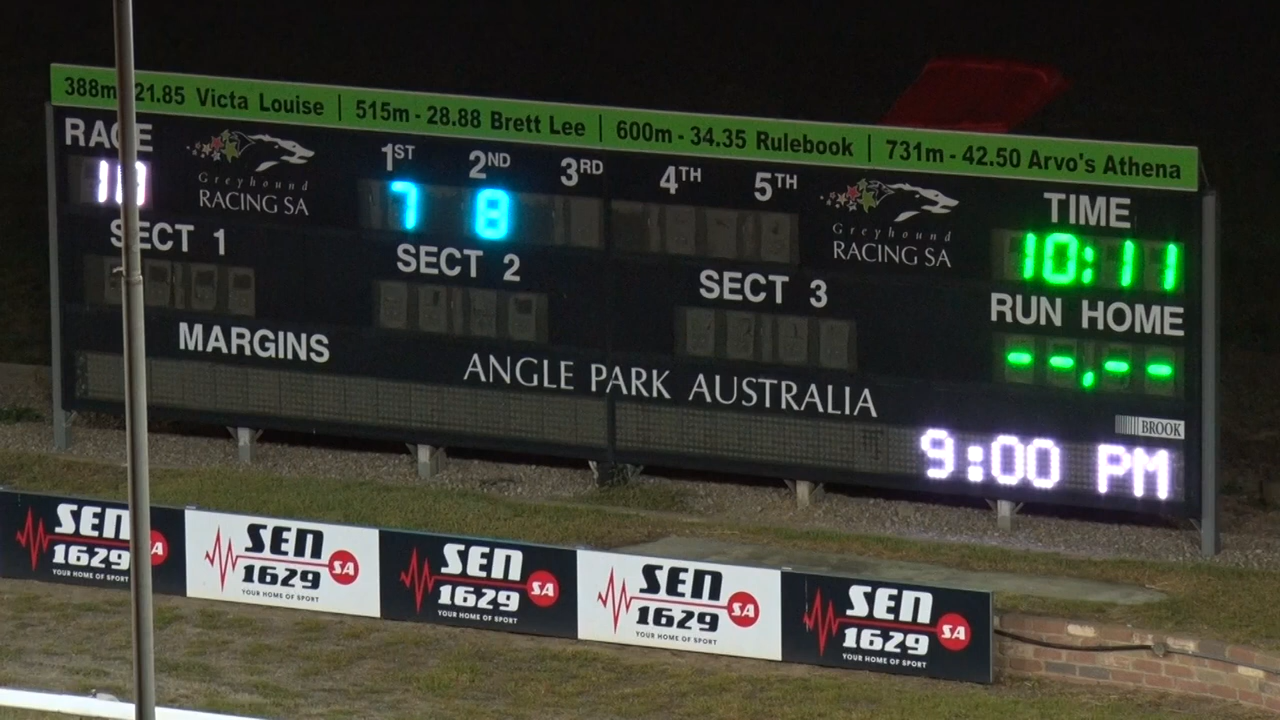 388m 21.85 Victa Louise | 515m - 28.88 Brett Lee | 600m - 34.35 Rulebook | 731m - 42.50 Arvo's Athena
RACE
10
Greyhound
RACING SA
1ST 2ND 3RD 4TH 5TH
7 8
Greyhound
RACING SA
TIME
10:11
SECT 1
SECT 2
SECT 3
RUN HOME
--.--
MARGINS
ANGLE PARK AUSTRALIA
BROOK
9:00 PM
SEN
1629 SA
YOUR HOME OF SPORT
SEN
1629 SA
YOUR HOME OF SPORT
SEN
1629 SA
YOUR HOME OF SPORT
SEN
1629 SA
YOUR HOME OF SPORT
SEN
1629 SA
YOUR HOME OF SPORT